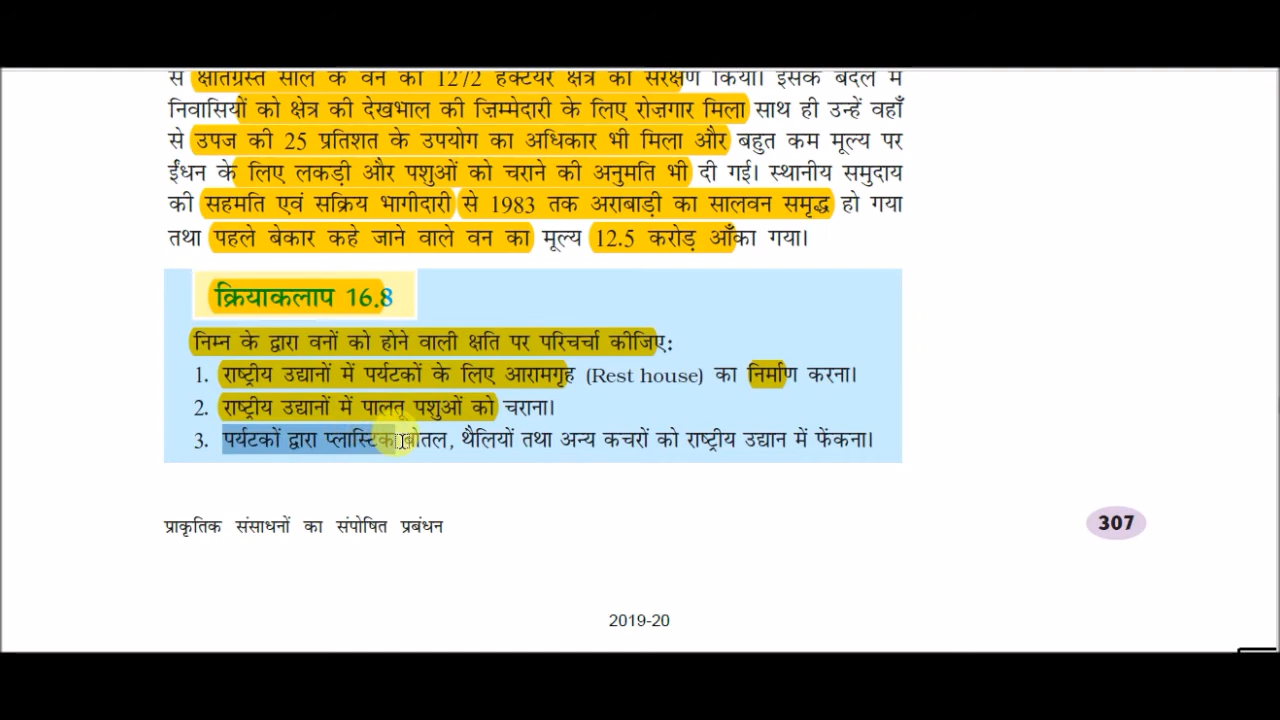 से क्षतिग्रस्त साल के वन की 1272 हेक्टेयर क्षेत्र का संरक्षण किया। इसके बदले में
निवासियों को क्षेत्र की देखभाल की ज़िम्मेदारी के लिए रोज़गार मिला साथ ही उन्हें वहाँ
से उपज की 25 प्रतिशत के उपयोग का अधिकार भी मिला और बहुत कम मूल्य पर
ईंधन के लिए लकड़ी और पशुओं को चराने की अनुमति भी दी गई। स्थानीय समुदाय
की सहमति एवं सक्रिय भागीदारी से 1983 तक अराबाड़ी का सालवन समृद्ध हो गया
तथा पहले बेकार कहे जाने वाले वन का मूल्य 12.5 करोड़ आँका गया।
क्रियाकलाप 16.8
निम्न के द्वारा वनों को होने वाली क्षति पर परिचर्चा कीजिए:
1. राष्ट्रीय उद्यानों में पर्यटकों के लिए आरामगृह (Rest house) का निर्माण करना।
2. राष्ट्रीय उद्यानों में पालतू पशुओं को चराना।
3. पर्यटकों द्वारा प्लास्टिक बोतल, थैलियों तथा अन्य कचरों को राष्ट्रीय उद्यान में फेंकना।
प्राकृतिक संसाधनों का संपोषित प्रबंधन
307
2019-20